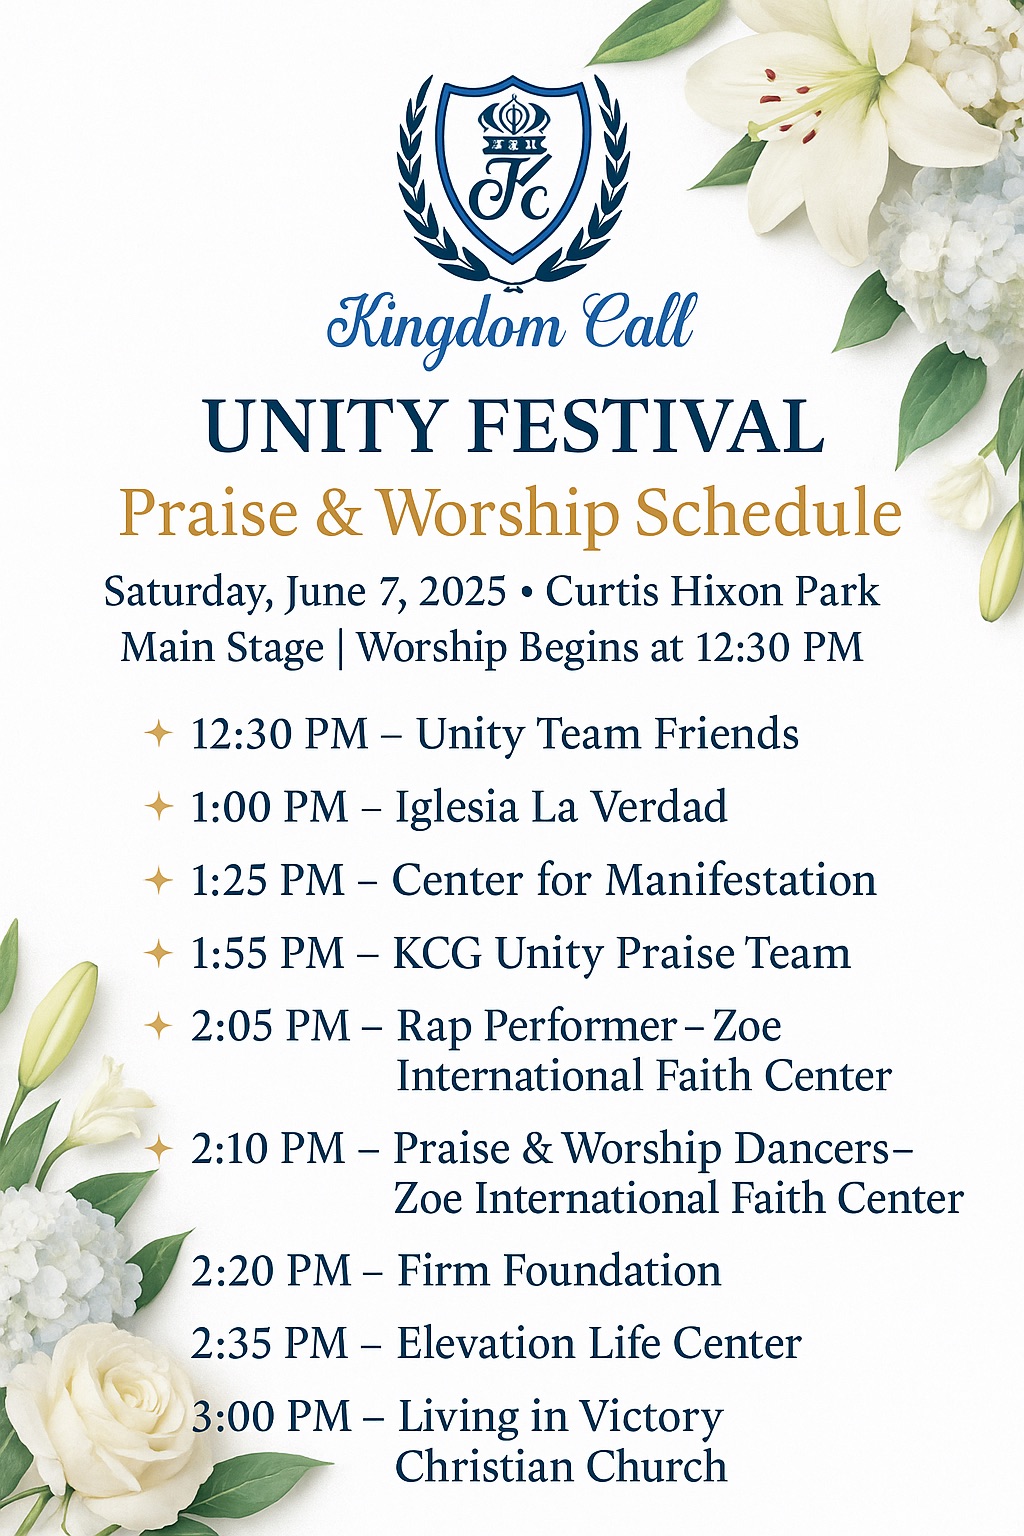 Kc
Kingdom Call
UNITY FESTIVAL
Praise & Worship Schedule
Saturday, June 7, 2025 • Curtis Hixon Park
Main Stage | Worship Begins at 12:30 PM
✦ 12:30 PM – Unity Team Friends
✦ 1:00 PM – Iglesia La Verdad
✦ 1:25 PM – Center for Manifestation
✦ 1:55 PM – KCG Unity Praise Team
✦ 2:05 PM – Rap Performer – Zoe
International Faith Center
✦ 2:10 PM – Praise & Worship Dancers–
Zoe International Faith Center
2:20 PM – Firm Foundation
2:35 PM – Elevation Life Center
3:00 PM – Living in Victory
Christian Church